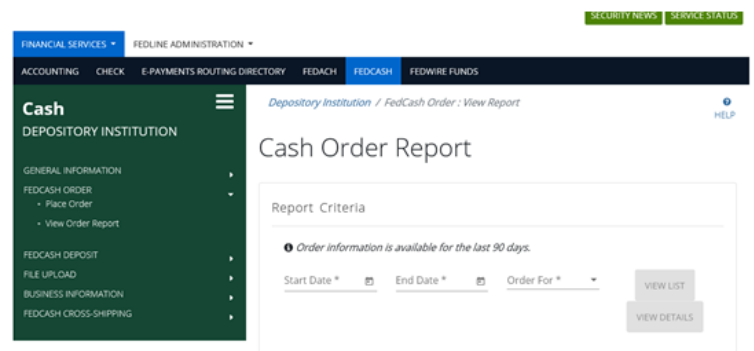 SECURITY NEWS SERVICE STATUS
FINANCIAL SERVICES FEDLINE ADMINISTRATION
ACCOUNTING CHECK E-PAYMENTS ROUTING DIRECTORY FEDACH FEDCASH FEDWIRE FUNDS
Cash
DEPOSITORY INSTITUTION
GENERAL INFORMATION
FEDCASH ORDER
• Place Order
• View Order Report
FEDCASH DEPOSIT
FILE UPLOAD
BUSINESS INFORMATION
FEDCASH CROSS-SHIPPING
Depository Institution / FedCash Order : View Report
HELP
Cash Order Report
Report Criteria
Order information is available for the last 90 days.
Start Date * End Date * Order For *
VIEW LIST
VIEW DETAILS